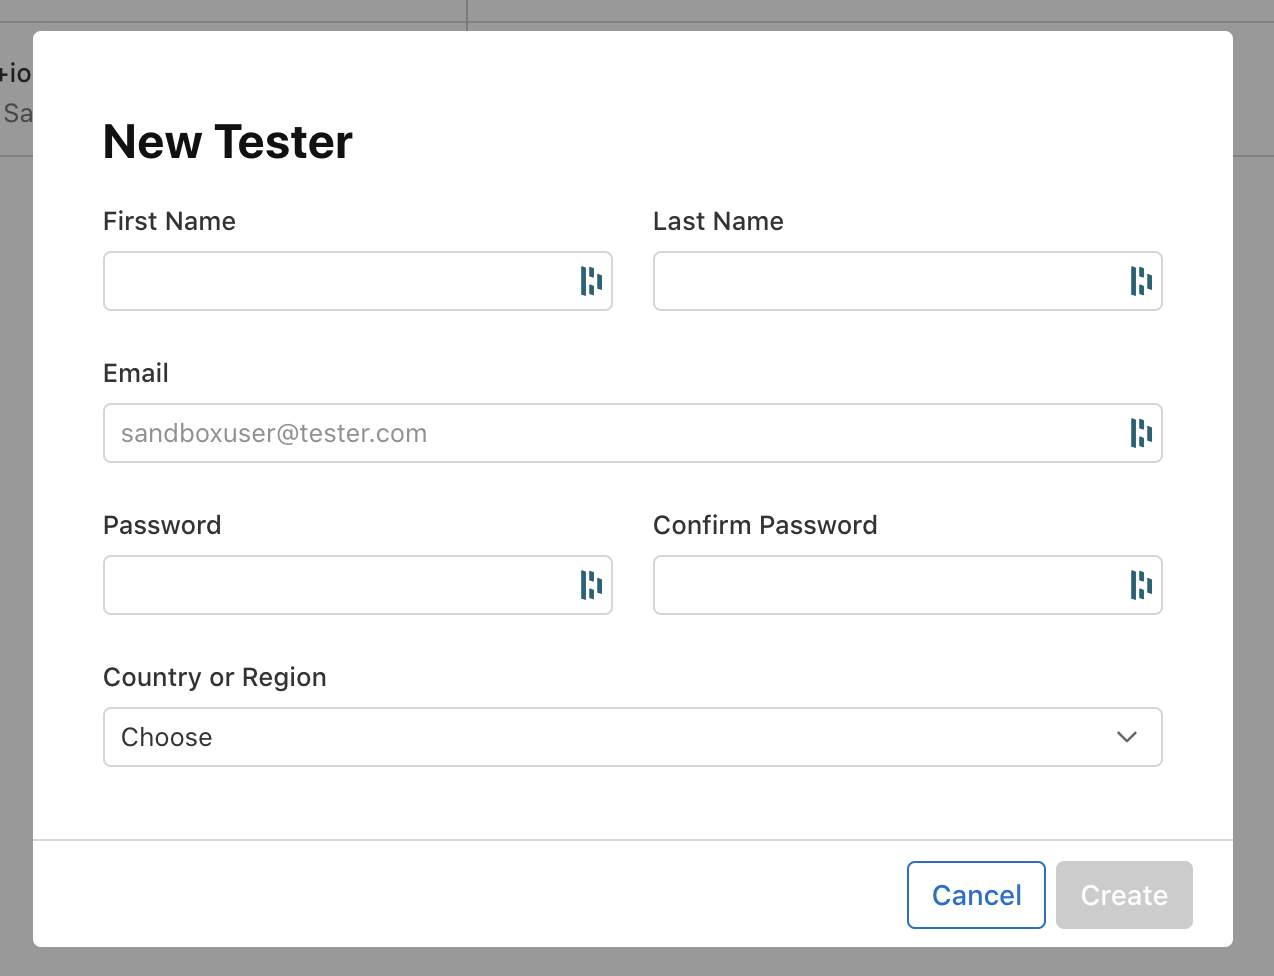 +io
Sa
New Tester
First Name
Last Name
Email
sandboxuser@tester.com
Password
Confirm Password
Country or Region
Choose
Cancel
Create